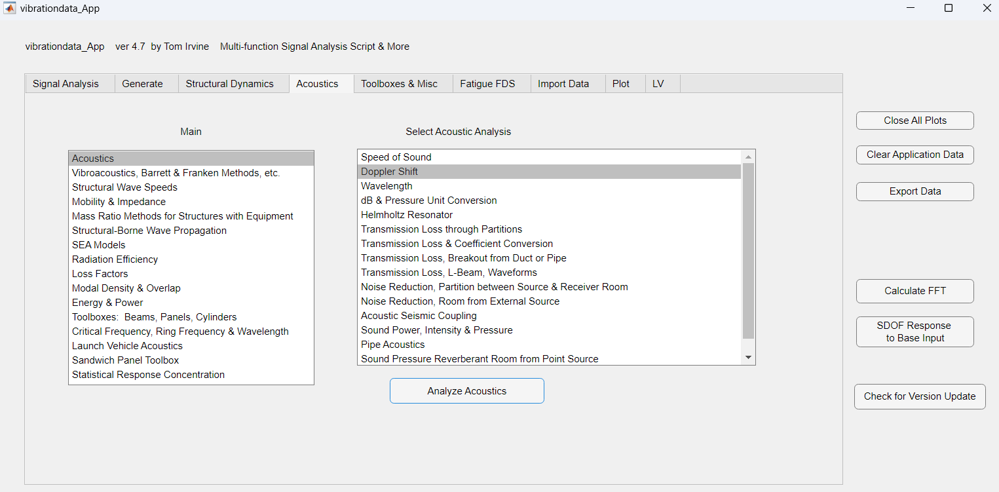 vibrationdata_App
vibrationdata_App ver 4.7 by Tom Irvine Multi-function Signal Analysis Script & More
Signal Analysis Generate Structural Dynamics Acoustics Toolboxes & Misc Fatigue FDS Import Data Plot LV
Main
Acoustics
Vibroacoustics, Barrett & Franken Methods, etc.
Structural Wave Speeds
Mobility & Impedance
Mass Ratio Methods for Structures with Equipment
Structural-Borne Wave Propagation
SEA Models
Radiation Efficiency
Loss Factors
Modal Density & Overlap
Energy & Power
Toolboxes: Beams, Panels, Cylinders
Critical Frequency, Ring Frequency & Wavelength
Launch Vehicle Acoustics
Sandwich Panel Toolbox
Statistical Response Concentration
Select Acoustic Analysis
Speed of Sound
Doppler Shift
Wavelength
dB & Pressure Unit Conversion
Helmholtz Resonator
Transmission Loss through Partitions
Transmission Loss & Coefficient Conversion
Transmission Loss, Breakout from Duct or Pipe
Transmission Loss, L-Beam, Waveforms
Noise Reduction, Partition between Source & Receiver Room
Noise Reduction, Room from External Source
Acoustic Seismic Coupling
Sound Power, Intensity & Pressure
Pipe Acoustics
Sound Pressure Reverberant Room from Point Source
Analyze Acoustics
Close All Plots
Clear Application Data
Export Data
Calculate FFT
SDOF Response
to Base Input
Check for Version Update